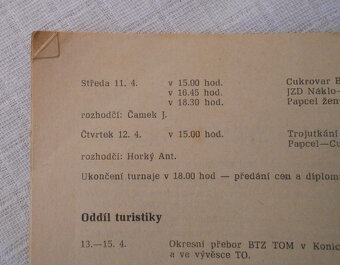 Středa 11. 4. v 15.00 hod. Cukrovar B
v 16.45 hod. JZD Náklo—
v 18.30 hod. Papcel žen
rozhodčí: Čamek J.
Čtvrtek 12. 4. v 15.00 hod. Trojutkání
Papcel—Cu
rozhodčí: Horký Ant.
Ukončení turnaje v 18.00 hod — předání cen a diplom
Oddíl turistiky
13.—15. 4. Okresní přebor BTZ TOM v Konic
a ve vývěsce TO.